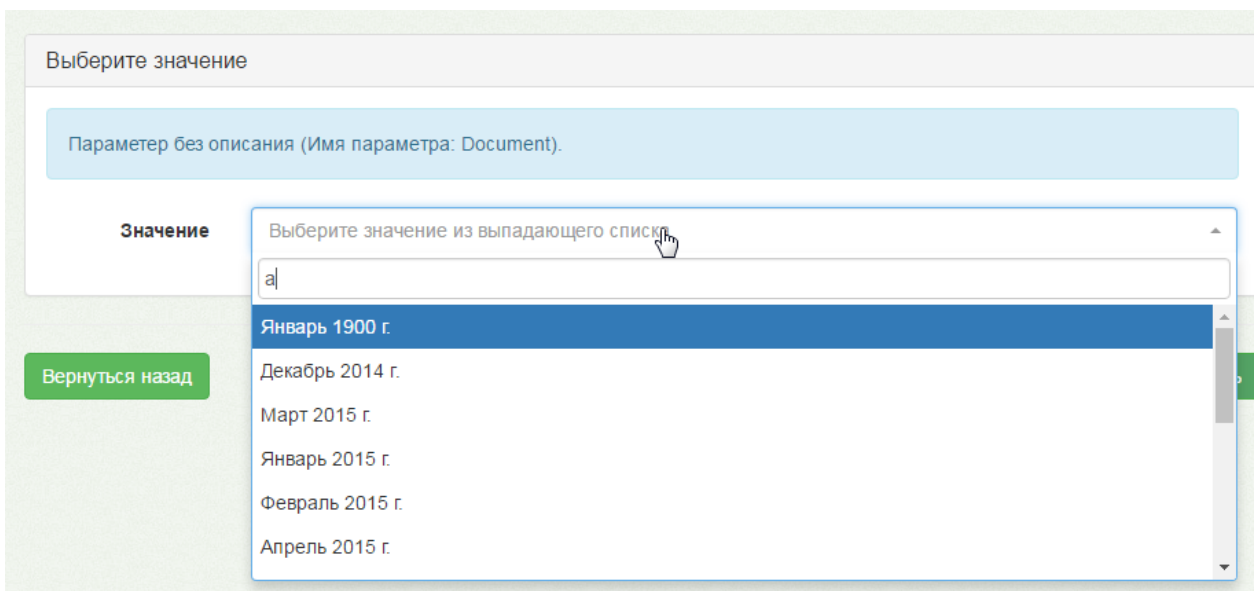 Выберите значение
Параметер без описания (Имя параметра: Document).
Значение
Выберите значение из выпадающего списка
а
Январь 1900 г.
Декабрь 2014 г.
Март 2015 г.
Январь 2015 г.
Февраль 2015 г.
Апрель 2015 г.
Вернуться назад